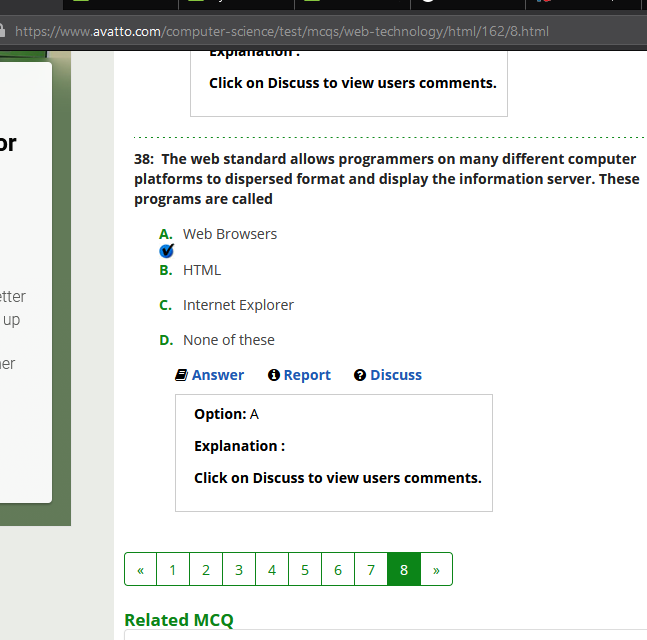 https://www.avatto.com/computer-science/test/mcqs/web-technology/html/162/8.html
Explanation :
Click on Discuss to view users comments.
or
etter
up
38: The web standard allows programmers on many different computer
platforms to dispersed format and display the information server. These
programs are called
A. Web Browsers
B. HTML
C. Internet Explorer
D. None of these
Answer Report Discuss
Option: A
Explanation :
Click on Discuss to view users comments.
« 1 2 3 4 5 6 7 8 »
Related MCQ